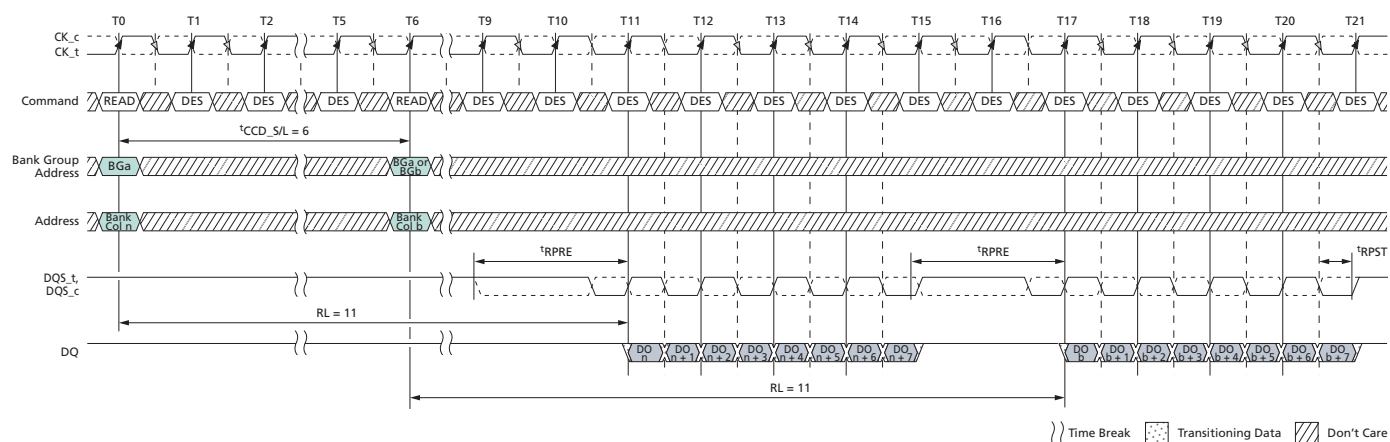 T0 T1 T2 T5 T6 T9 T10 T11 T12 T13 T14 T15 T16 T17 T18 T19 T20 T21
CK_c
CK_t
Command READ DES DES DES READ DES DES DES DES DES DES DES DES DES DES DES DES DES
tCCD_S/L = 6
Bank Group
Address
BGa
BGa or
BGb
Address
Bank
Col n
Bank
Col b
tRPRE tRPRE tRPST
DQS_t,
DQS_c
RL = 11
DQ
DO
n
DO
n + 1
DO
n + 2
DO
n + 3
DO
n + 4
DO
n + 5
DO
n + 6
DO
n + 7
DO
b
DO
b + 1
DO
b + 2
DO
b + 3
DO
b + 4
DO
b + 5
DO
b + 6
DO
b + 7
RL = 11
Time Break Transitioning Data Don't Care